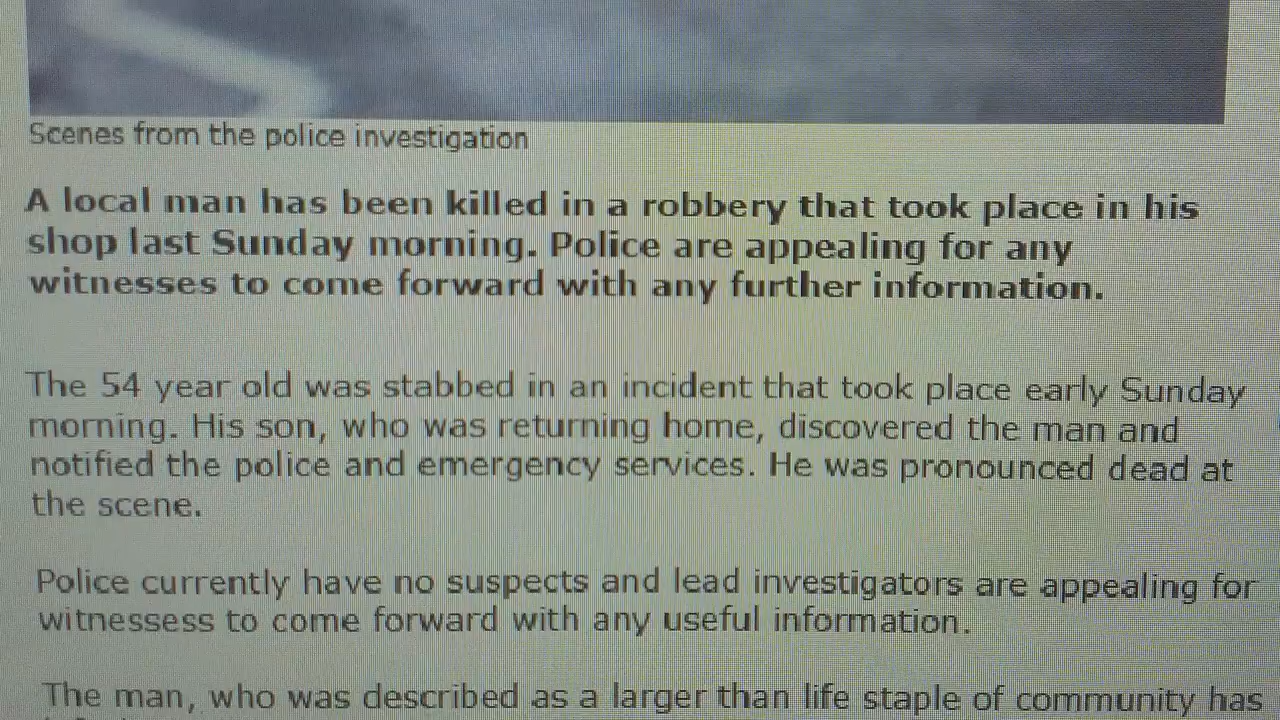 Scenes from the police investigation
A local man has been killed in a robbery that took place in his
shop last Sunday morning. Police are appealing for any
witnesses to come forward with any further information.
The 54 year old was stabbed in an incident that took place early Sunday
morning. His son, who was returning home, discovered the man and
notified the police and emergency services. He was pronounced dead at
the scene.
Police currently have no suspects and lead investigators are appealing for
witnessess to come forward with any useful information.
The man, who was described as a larger than life staple of community has